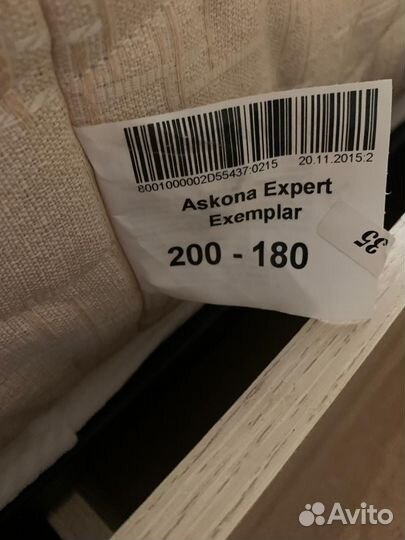 8001000002D55437:0215 20.11.2015:2
Askona Expert
Exemplar
200 - 180
35
Avito